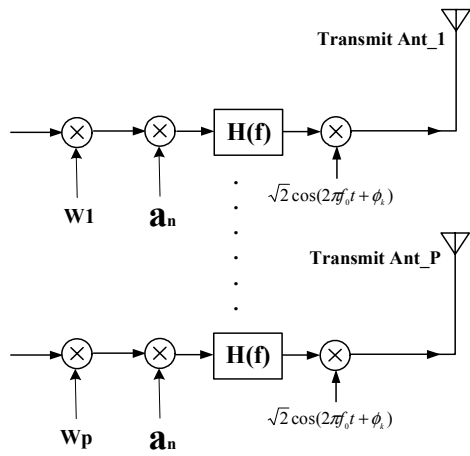 Transmit Ant_1
H(f)
√2 cos(2πf₀t + ϕₖ)
W1
aₙ
Transmit Ant_P
H(f)
√2 cos(2πf₀t + ϕₖ)
Wp
aₙ